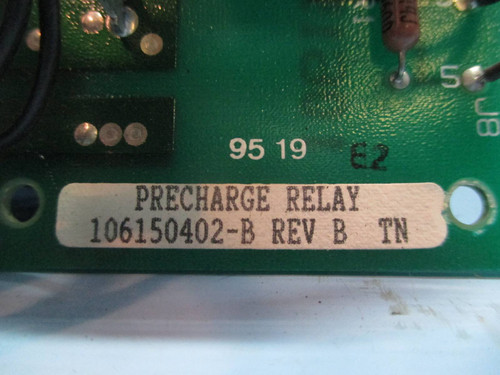 5
J8
95 19 E2
PRECHARGE RELAY
106150402-B REV B TN